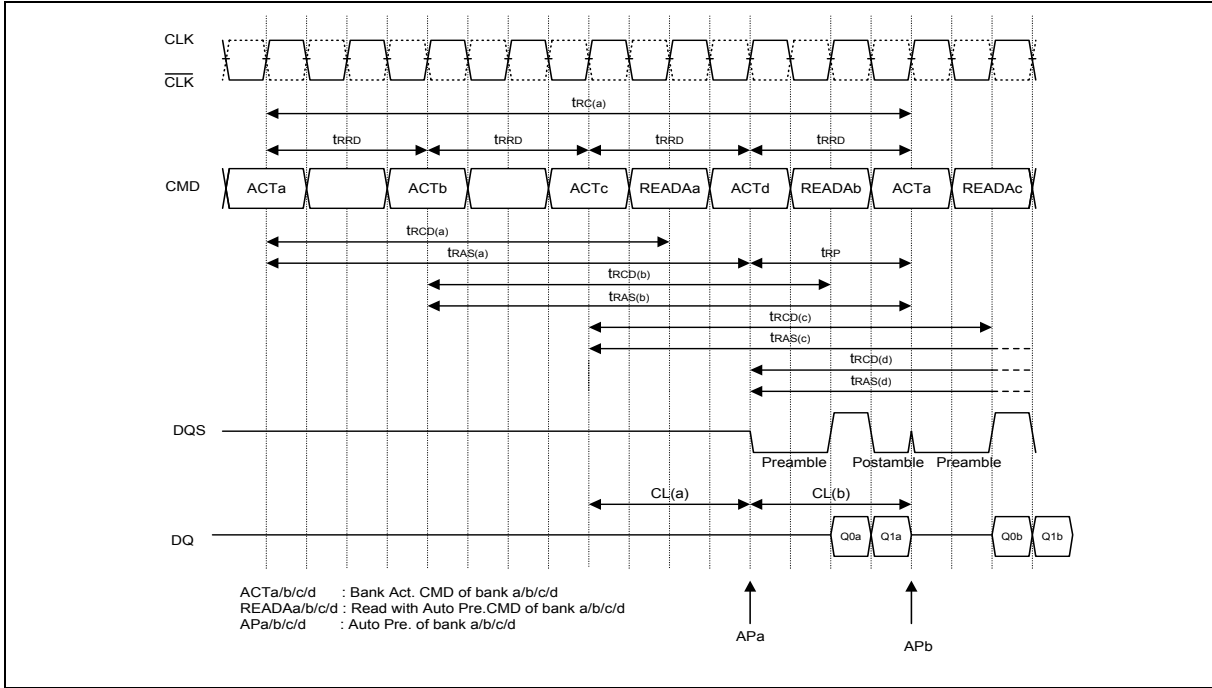 CLK
CLK
tRC(a)
tRRD tRRD tRRD tRRD
CMD ACTa ACTb ACTc READAa ACTd READAb ACTa READAc
tRCD(a)
tRAS(a) tRP
tRCD(b)
tRAS(b)
tRCD(c)
tRAS(c)
tRCD(d)
tRAS(d)
DQS
Preamble Postamble Preamble
CL(a) CL(b)
DQ Q0a Q1a Q0b Q1b
ACTa/b/c/d : Bank Act. CMD of bank a/b/c/d
READAa/b/c/d : Read with Auto Pre.CMD of bank a/b/c/d
APa/b/c/d : Auto Pre. of bank a/b/c/d
APa
APb